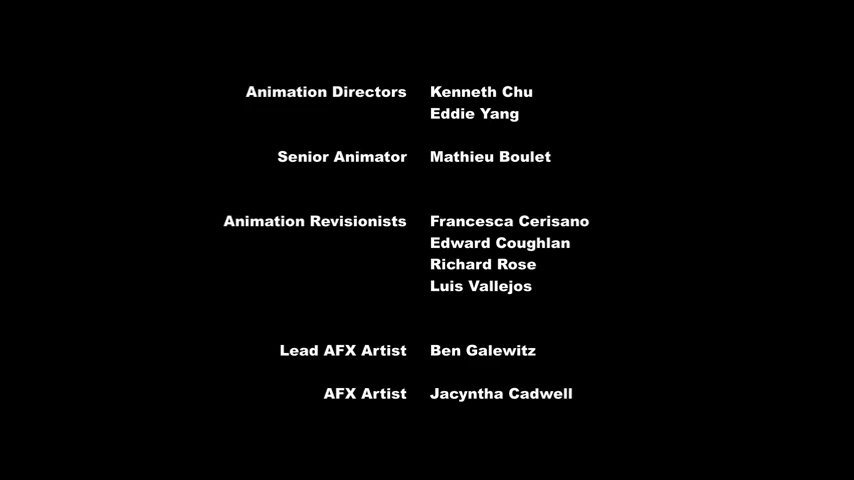 Animation Directors Kenneth Chu
Eddie Yang
Senior Animator Mathieu Boulet
Animation Revisionists Francesca Cerisano
Edward Coughlan
Richard Rose
Luis Vallejos
Lead AFX Artist Ben Galewitz
AFX Artist Jacyntha Cadwell